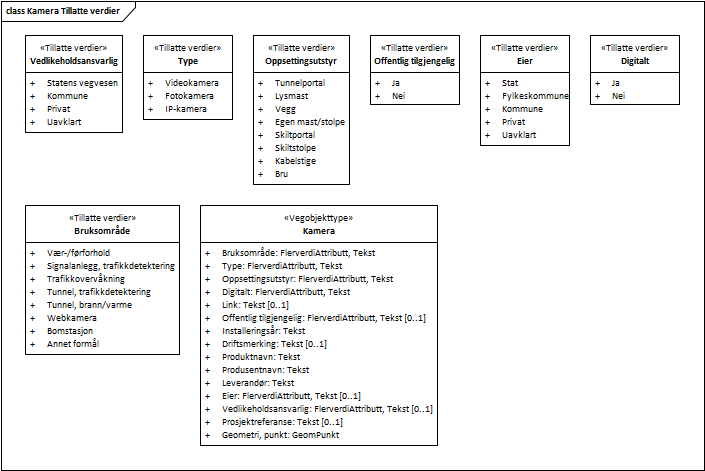 class Kamera Tillatte verdier
«Tillatte verdier»
Vedlikeholdsansvarlig
+ Statens vegvesen
+ Kommune
+ Privat
+ Uavklart
«Tillatte verdier»
Type
+ Videokamera
+ Fotokamera
+ IP-kamera
«Tillatte verdier»
Oppsettingsutstyr
+ Tunnelportal
+ Lysmast
+ Vegg
+ Egen mast/stolpe
+ Skiltportal
+ Skiltstolpe
+ Kabelstige
+ Bru
«Tillatte verdier»
Offentlig tilgjengelig
+ Ja
+ Nei
«Tillatte verdier»
Eier
+ Stat
+ Fylkeskommune
+ Kommune
+ Privat
+ Uavklart
«Tillatte verdier»
Digitalt
+ Ja
+ Nei
«Tillatte verdier»
Bruksområde
+ Vær-/førforhold
+ Signalanlegg, trafikkdetektering
+ Trafikkovervåkning
+ Tunnel, trafikkdetektering
+ Tunnel, brann/varme
+ Webkamera
+ Bomstasjon
+ Annet formål
«Vegobjekttype»
Kamera
+ Bruksområde: FlerverdiAttributt, Tekst
+ Type: FlerverdiAttributt, Tekst
+ Oppsettingsutstyr: FlerverdiAttributt, Tekst
+ Digitalt: FlerverdiAttributt, Tekst
+ Link: Tekst [0..1]
+ Offentlig tilgjengelig: FlerverdiAttributt, Tekst [0..1]
+ Installeringsår: Tekst
+ Driftsmerking: Tekst [0..1]
+ Produktnavn: Tekst
+ Produsentnavn: Tekst
+ Leverandør: Tekst
+ Eier: FlerverdiAttributt, Tekst [0..1]
+ Vedlikeholdsansvarlig: FlerverdiAttributt, Tekst [0..1]
+ Prosjektreferanse: Tekst [0..1]
+ Geometri, punkt: GeomPunkt